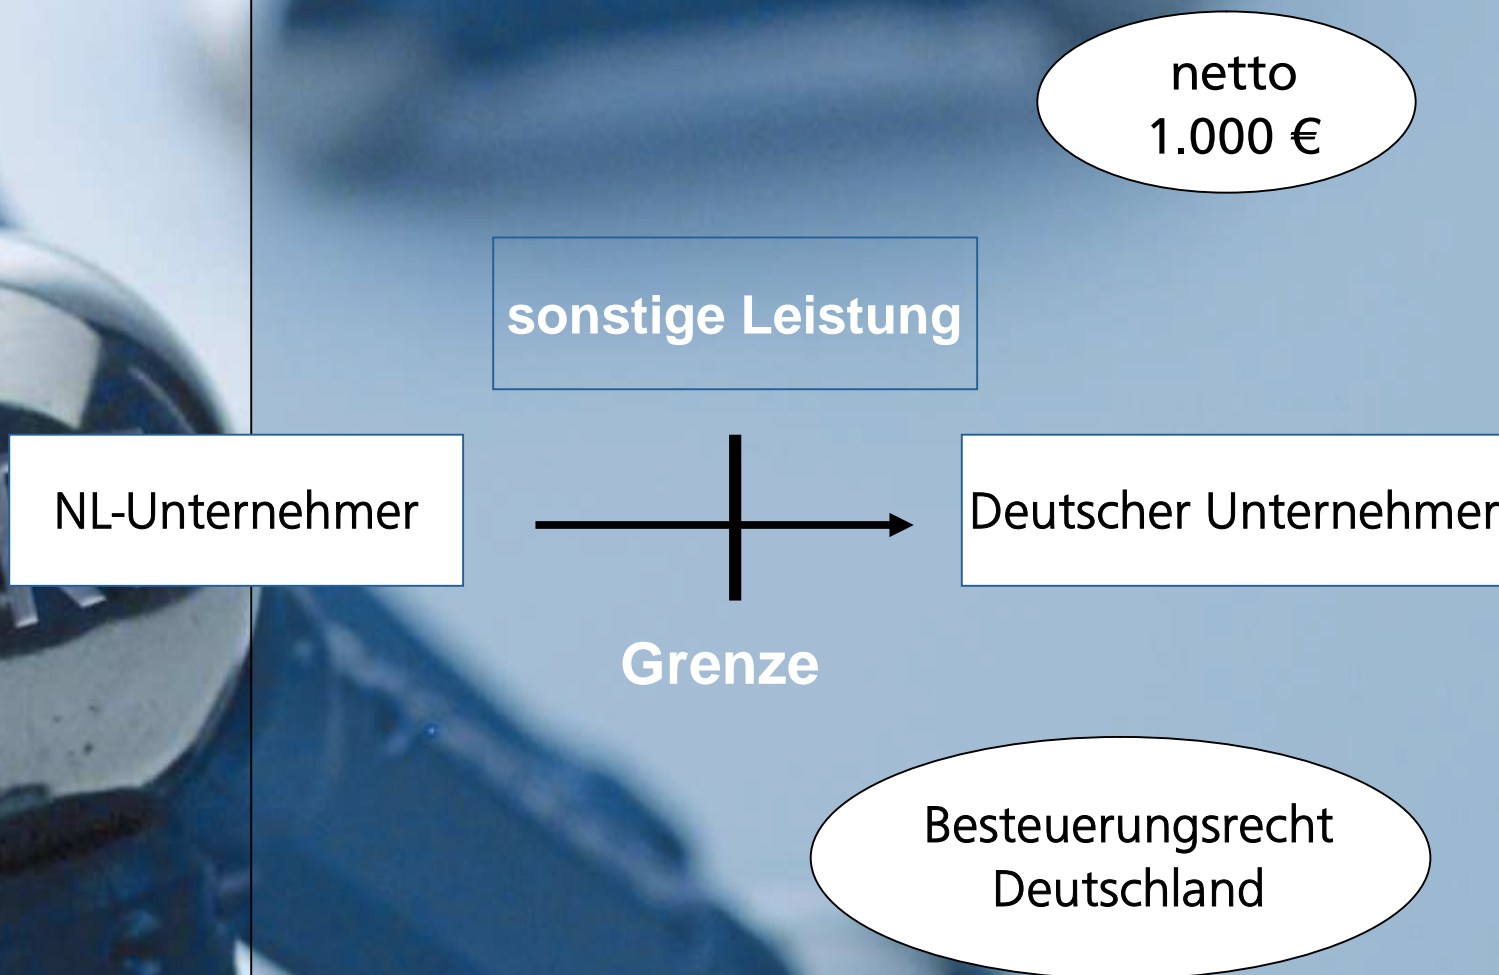 netto
1.000 €
sonstige Leistung
NL-Unternehmer
Deutscher Unternehmer
Grenze
Besteuerungsrecht
Deutschland